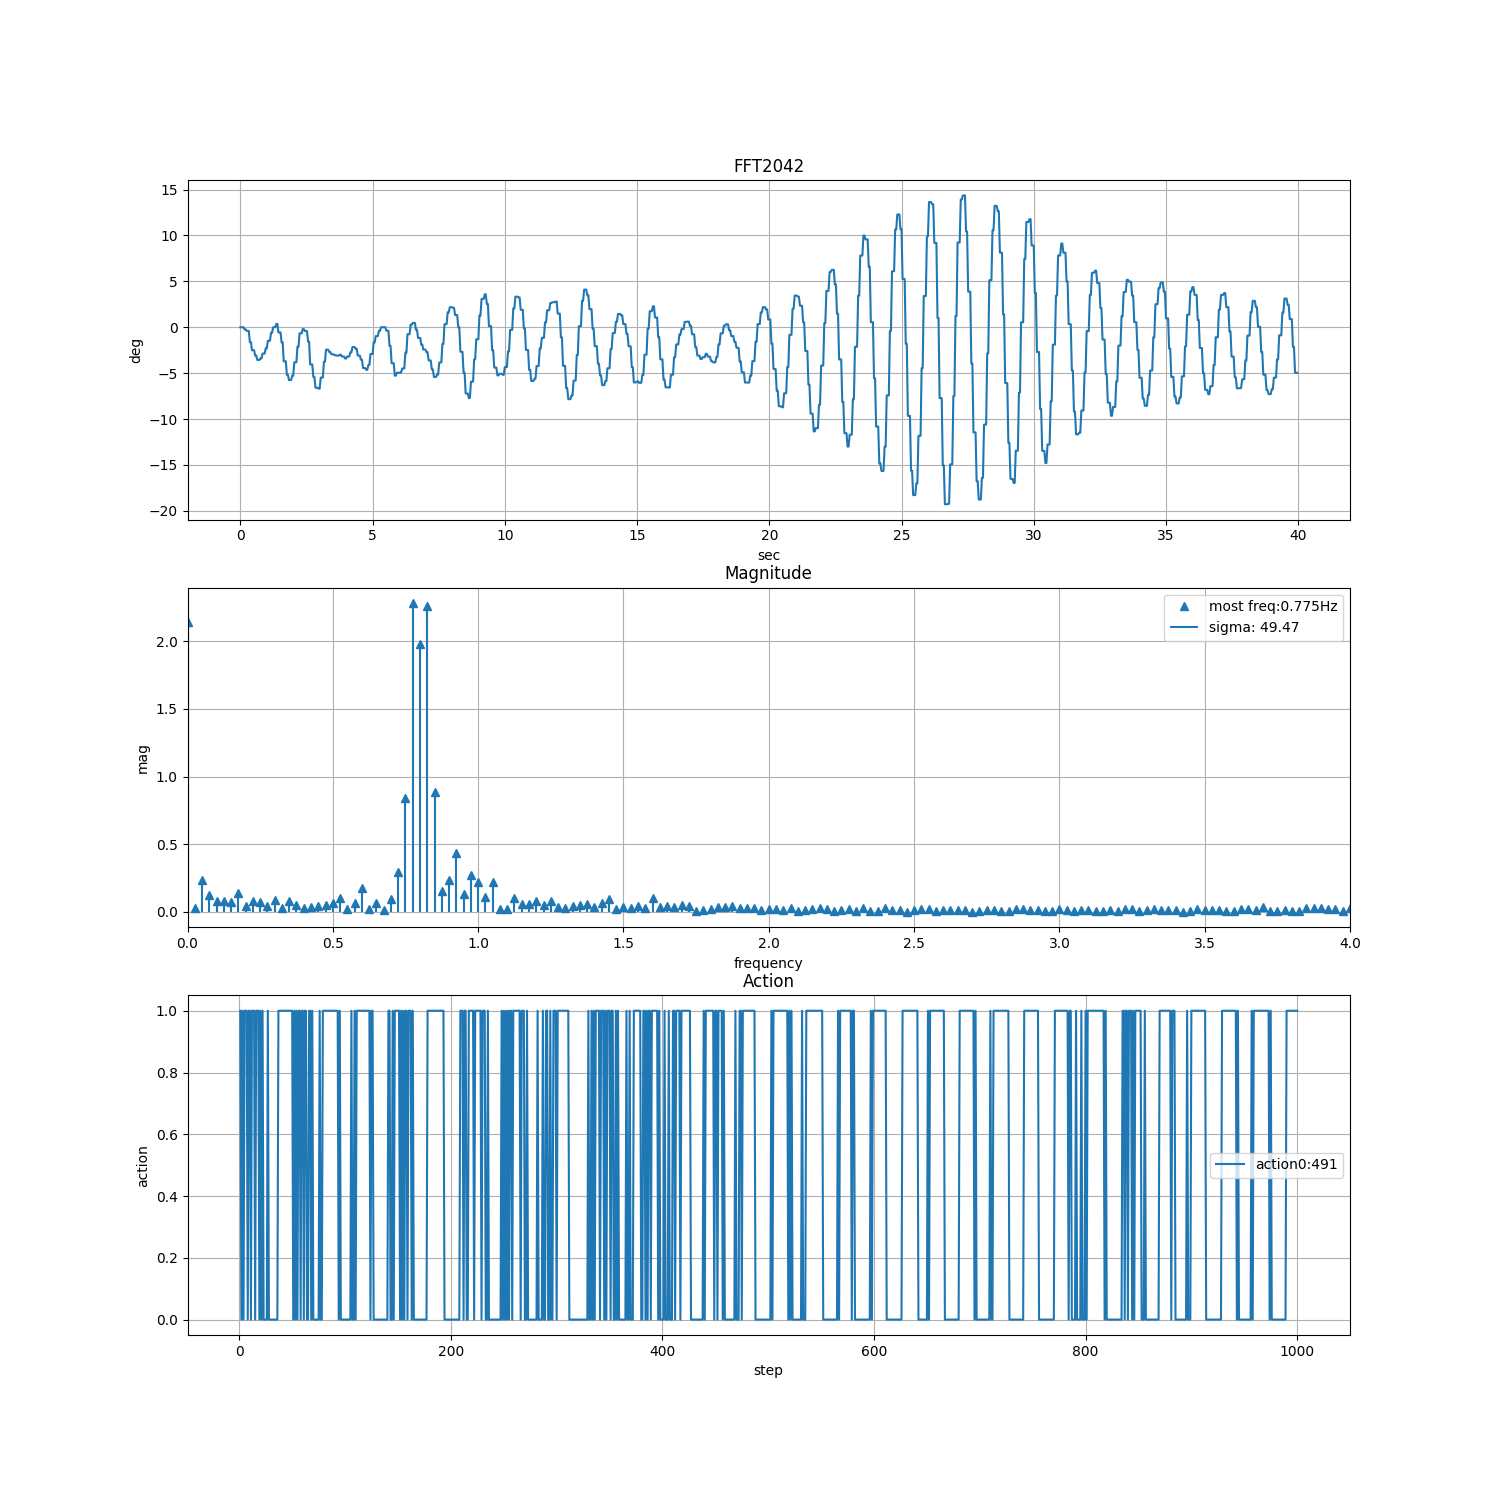 FFT2042
15
10
5
0
−5
−10
−15
−20
deg
0 5 10 15 20 25 30 35 40
sec
Magnitude
most freq:0.775Hz
sigma: 49.47
2.0
1.5
1.0
0.5
0.0
mag
0.0 0.5 1.0 1.5 2.0 2.5 3.0 3.5 4.0
frequency
Action
1.0
0.8
0.6
0.4
0.2
0.0
action
action0:491
0 200 400 600 800 1000
step